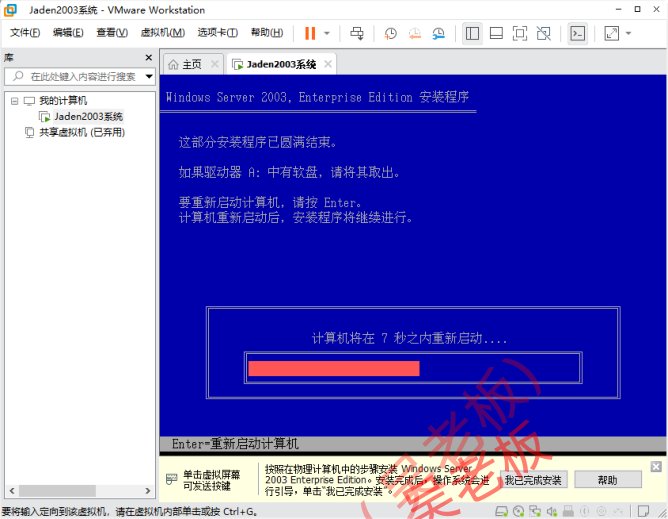 Jaden2003系统 - VMware Workstation
文件(F) 编辑(E) 查看(V) 虚拟机(M) 选项卡(T) 帮助(H)
库
在此处键入内容进行搜索
我的计算机
Jaden2003系统
共享虚拟机 (已弃用)
主页 Jaden2003系统
Windows Server 2003, Enterprise Edition 安装程序
这部分安装程序已圆满结束。
如果驱动器 A: 中有软盘，请将其取出。
要重新启动计算机，请按 Enter。
计算机重新启动后，安装程序将继续进行。
计算机将在 7 秒之内重新启动....
Enter=重新启动计算机
单击虚拟屏幕
可发送按键
按照在物理计算机中的步骤安装 Windows Server
2003 Enterprise Edition。安装完成后，操作系统会进
行引导，单击“我已完成安装”。
我已完成安装 帮助
要将输入定向到该虚拟机，请在虚拟机内部单击或按 Ctrl+G。
吴老板
吴老板